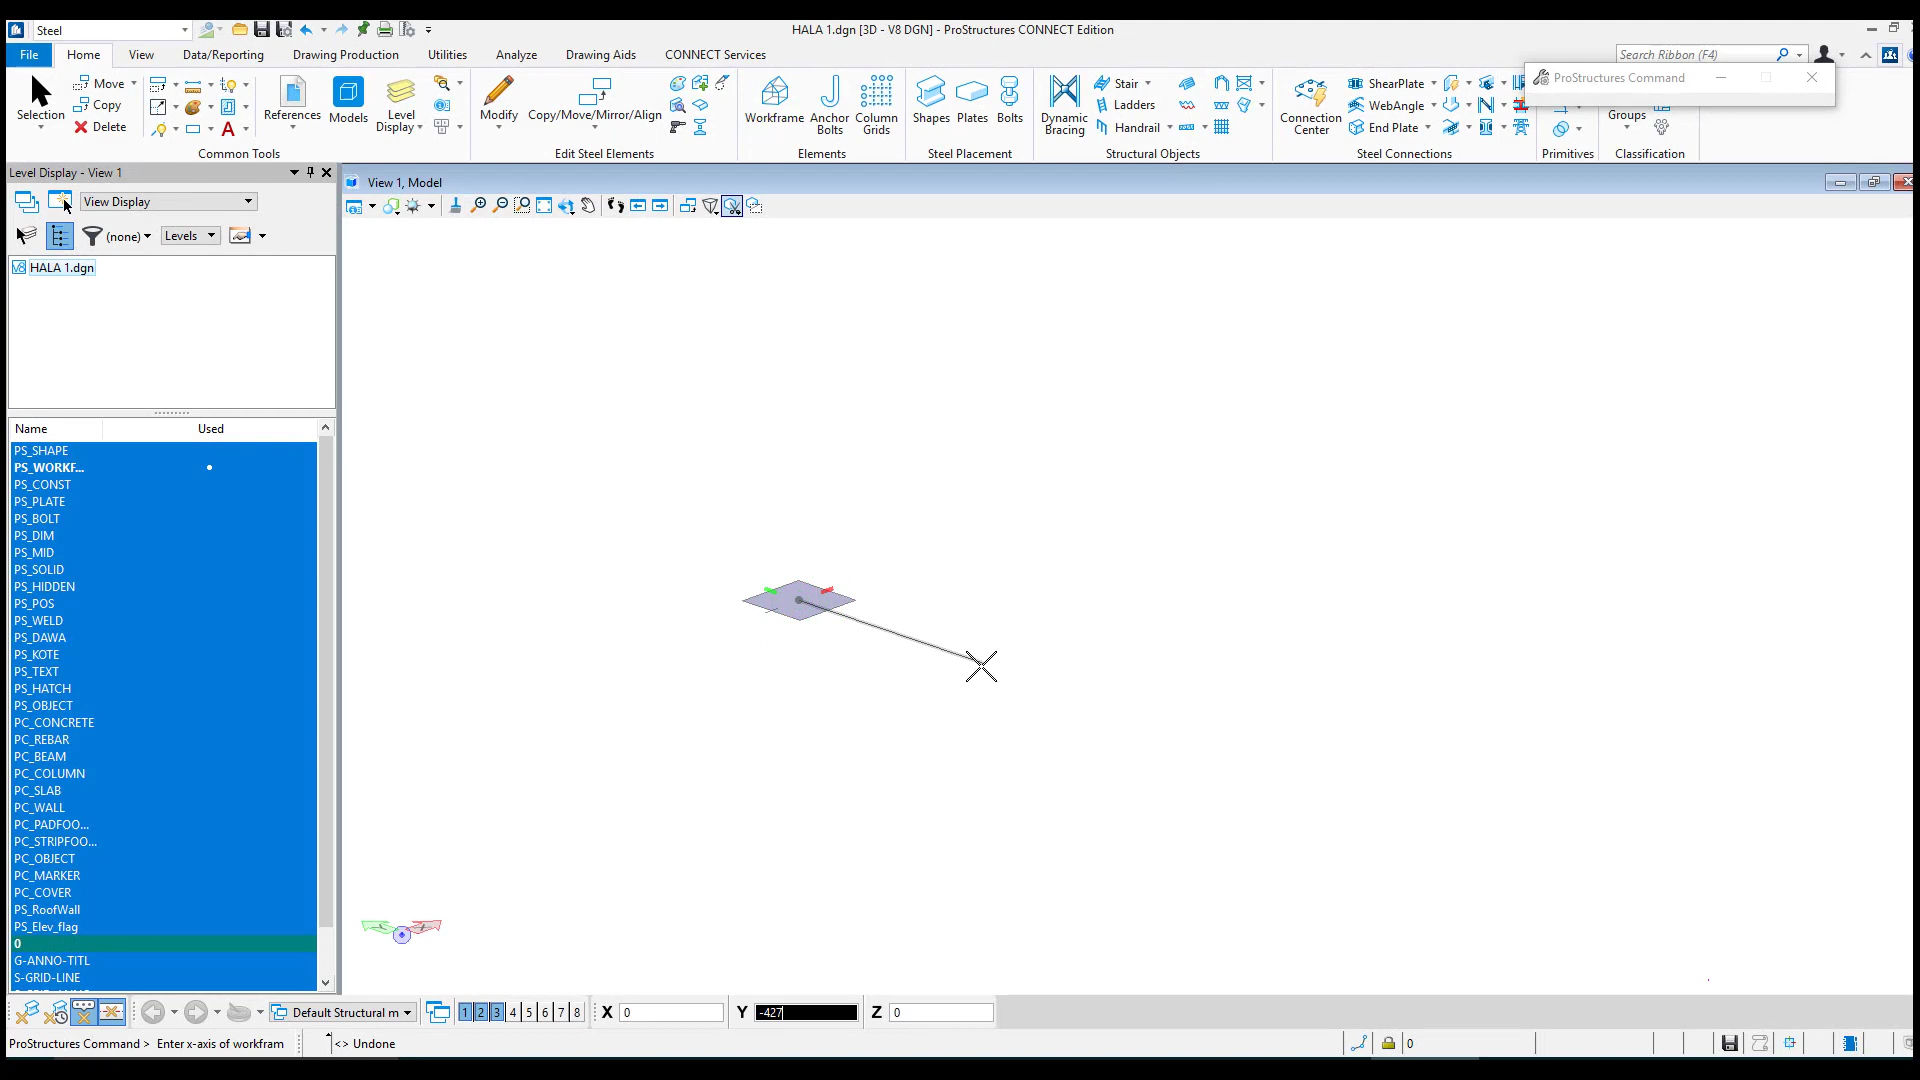 Steel
HALA 1.dgn [3D - V8 DGN] - ProStructures CONNECT Edition
File Home View Data/Reporting Drawing Production Utilities Analyze Drawing Aids CONNECT Services
Search Ribbon (F4)
ProStructures Command
Selection
Move
Copy
Delete
Common Tools
References
Models
Level
Display
Modify
Copy/Move/Mirror/Align
Edit Steel Elements
Workframe
Anchor
Bolts
Column
Grids
Elements
Shapes
Plates
Bolts
Steel Placement
Dynamic
Bracing
Stair
Ladders
Handrail
Structural Objects
Connection
Center
ShearPlate
WebAngle
End Plate
Steel Connections
Primitives
Groups
Classification
Level Display - View 1
View Display
(none)
Levels
HALA 1.dgn
Name Used
PS_SHAPE
PS_WORKF...
PS_CONST
PS_PLATE
PS_BOLT
PS_DIM
PS_MID
PS_SOLID
PS_HIDDEN
PS_POS
PS_WELD
PS_DAWA
PS_KOTE
PS_TEXT
PS_HATCH
PS_OBJECT
PC_CONCRETE
PC_REBAR
PC_BEAM
PC_COLUMN
PC_SLAB
PC_WALL
PC_PADFOO...
PC_STRIPFOO...
PC_OBJECT
PC_MARKER
PC_COVER
PS_RoofWall
PS_Elev_flag
0
G-ANNO-TITL
S-GRID-LINE
View 1, Model
Default Structural m
1 2 3 4 5 6 7 8
X 0
Y -427
Z 0
ProStructures Command > Enter x-axis of workfram
<> Undone
0